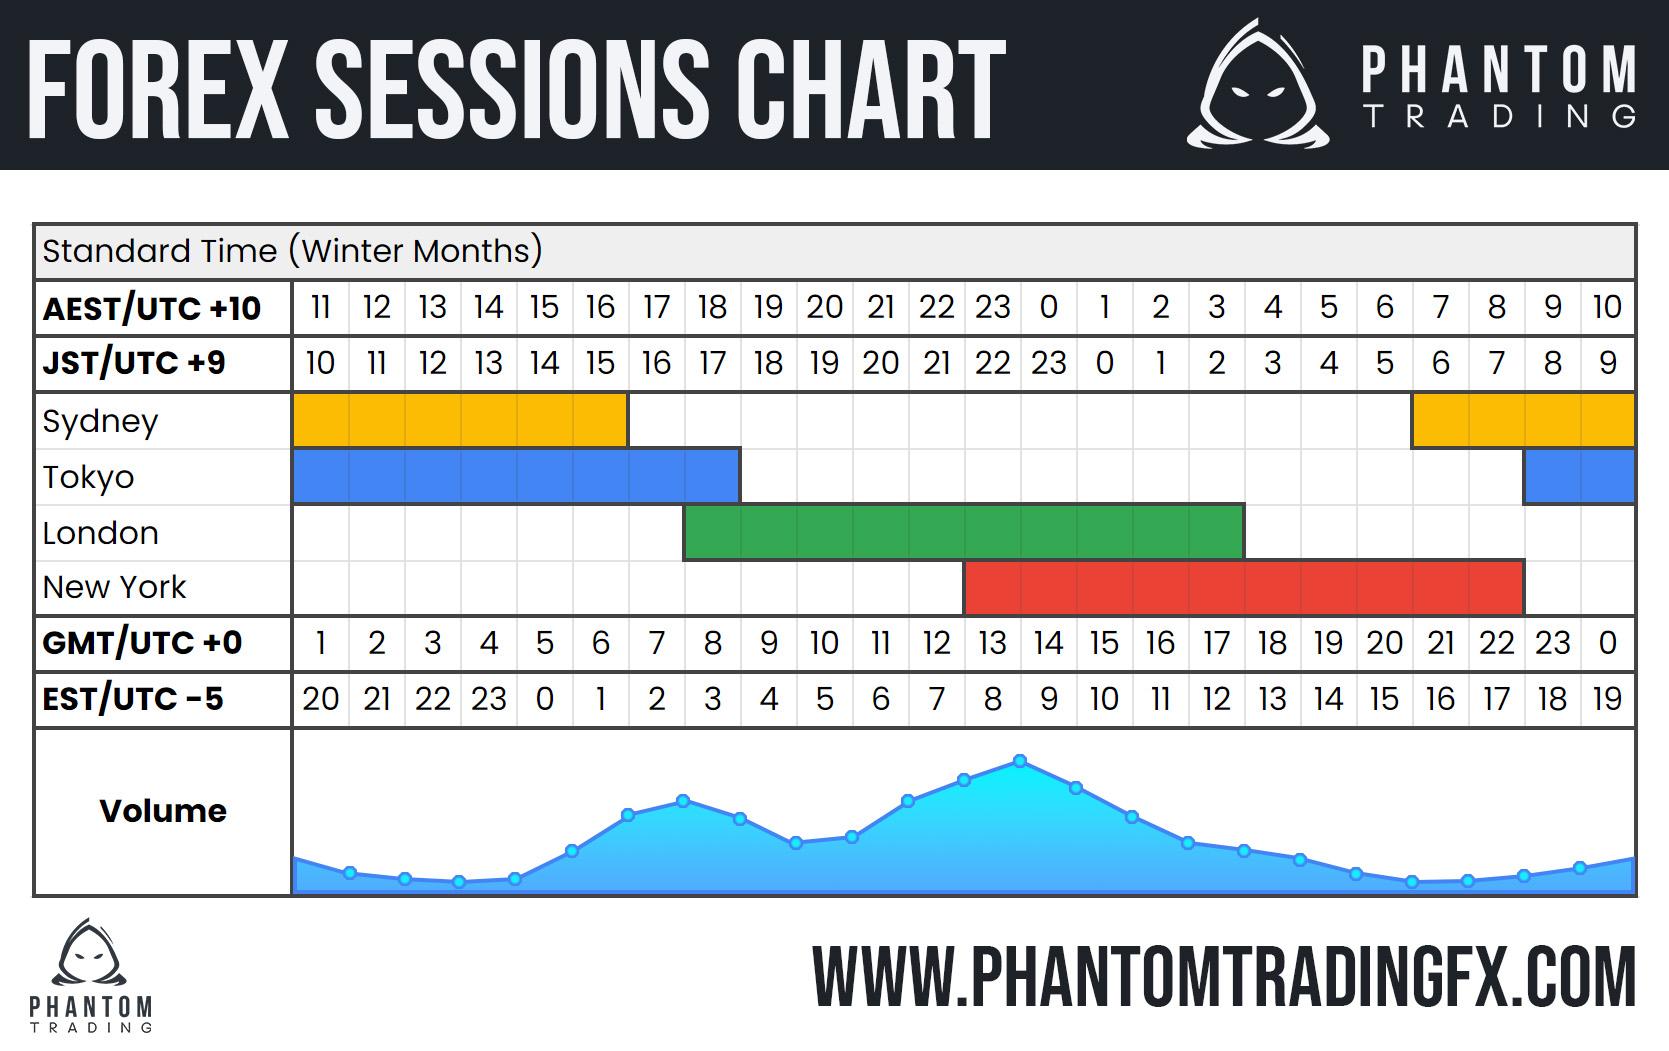 FOREX SESSIONS CHART
PHANTOM
TRADING
Standard Time (Winter Months)
AEST/UTC +10 11 12 13 14 15 16 17 18 19 20 21 22 23 0 1 2 3 4 5 6 7 8 9 10
JST/UTC +9 10 11 12 13 14 15 16 17 18 19 20 21 22 23 0 1 2 3 4 5 6 7 8 9
Sydney
Tokyo
London
New York
GMT/UTC +0 1 2 3 4 5 6 7 8 9 10 11 12 13 14 15 16 17 18 19 20 21 22 23 0
EST/UTC -5 20 21 22 23 0 1 2 3 4 5 6 7 8 9 10 11 12 13 14 15 16 17 18 19
Volume
PHANTOM
TRADING
WWW.PHANTOMTRADINGFX.COM